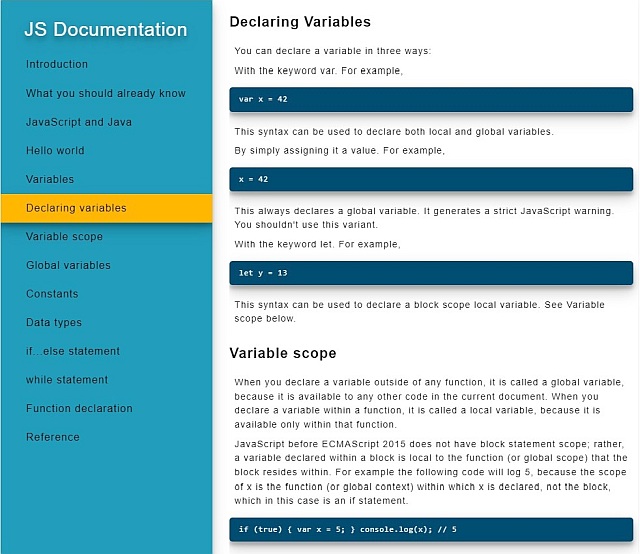 JS Documentation
Introduction
What you should already know
JavaScript and Java
Hello world
Variables
Declaring variables
Variable scope
Global variables
Constants
Data types
if...else statement
while statement
Function declaration
Reference
Declaring Variables
You can declare a variable in three ways:
With the keyword var. For example,
var x = 42
This syntax can be used to declare both local and global variables.
By simply assigning it a value. For example,
x = 42
This always declares a global variable. It generates a strict JavaScript warning.
You shouldn't use this variant.
With the keyword let. For example,
let y = 13
This syntax can be used to declare a block scope local variable. See Variable
scope below.
Variable scope
When you declare a variable outside of any function, it is called a global variable,
because it is available to any other code in the current document. When you
declare a variable within a function, it is called a local variable, because it is
available only within that function.
JavaScript before ECMAScript 2015 does not have block statement scope; rather,
a variable declared within a block is local to the function (or global scope) that the
block resides within. For example the following code will log 5, because the scope
of x is the function (or global context) within which x is declared, not the block,
which in this case is an if statement.
if (true) { var x = 5; } console.log(x); // 5